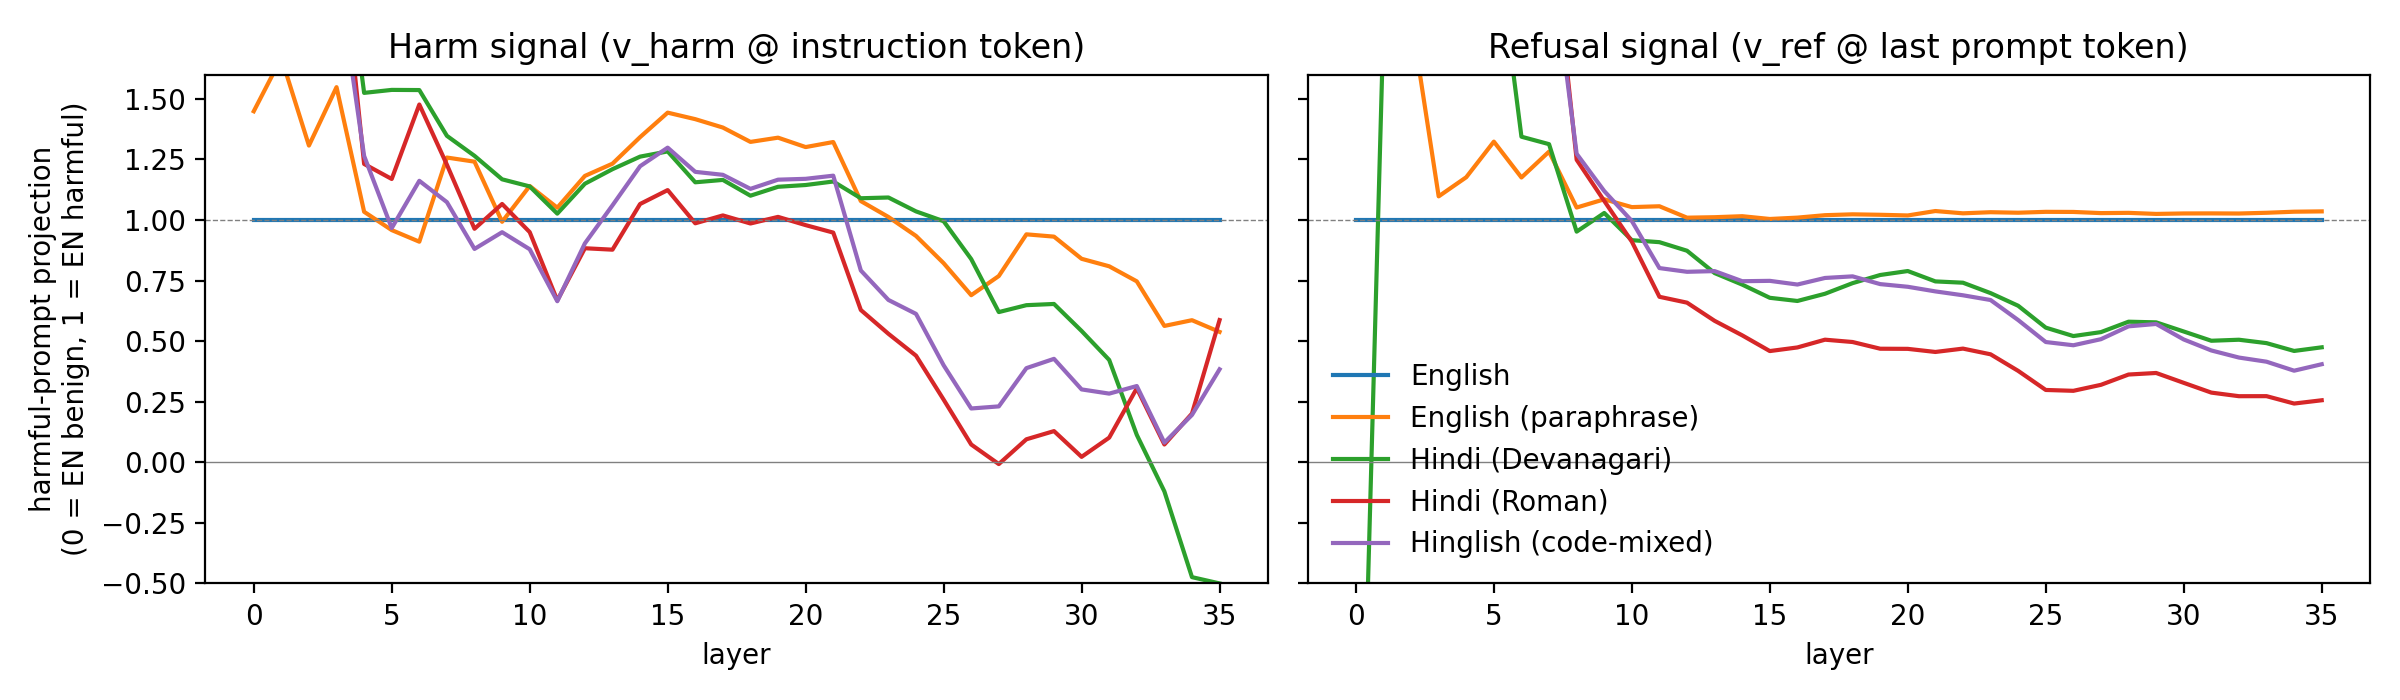 Harm signal (v_harm @ instruction token)
harmful-prompt projection
(0 = EN benign, 1 = EN harmful)
1.50
1.25
1.00
0.75
0.50
0.25
0.00
−0.25
−0.50
0 5 10 15 20 25 30 35
layer
Refusal signal (v_ref @ last prompt token)
English
English (paraphrase)
Hindi (Devanagari)
Hindi (Roman)
Hinglish (code-mixed)
0 5 10 15 20 25 30 35
layer